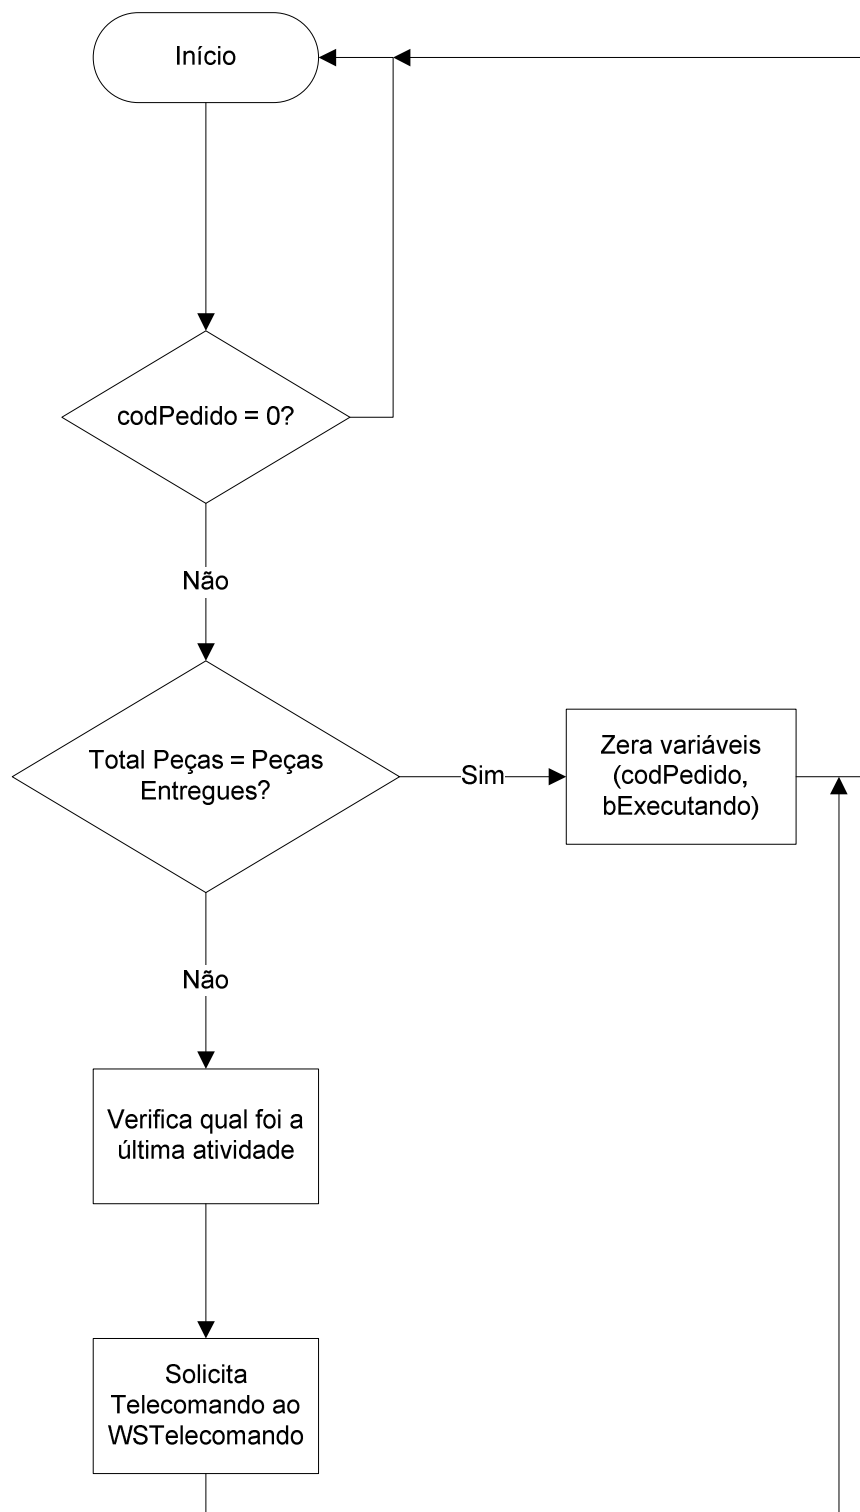 Início
codPedido = 0?
Não
Total Peças = Peças
Entregues?
Sim
Zera variáveis
(codPedido,
bExecutando)
Não
Verifica qual foi a
última atividade
Solicita
Telecomando ao
WSTelecomando